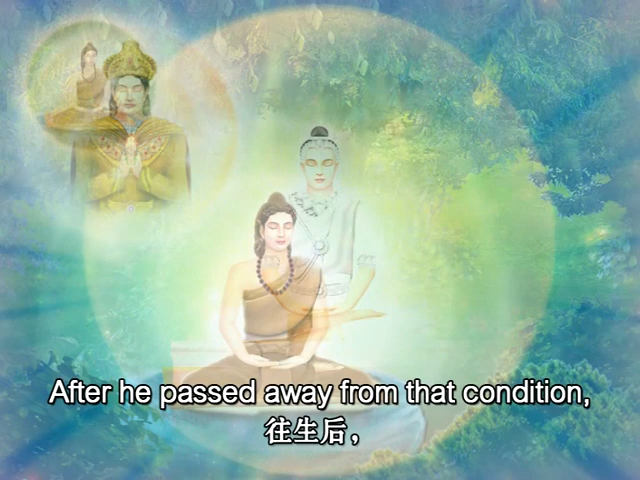 After he passed away from that condition,
往生后，